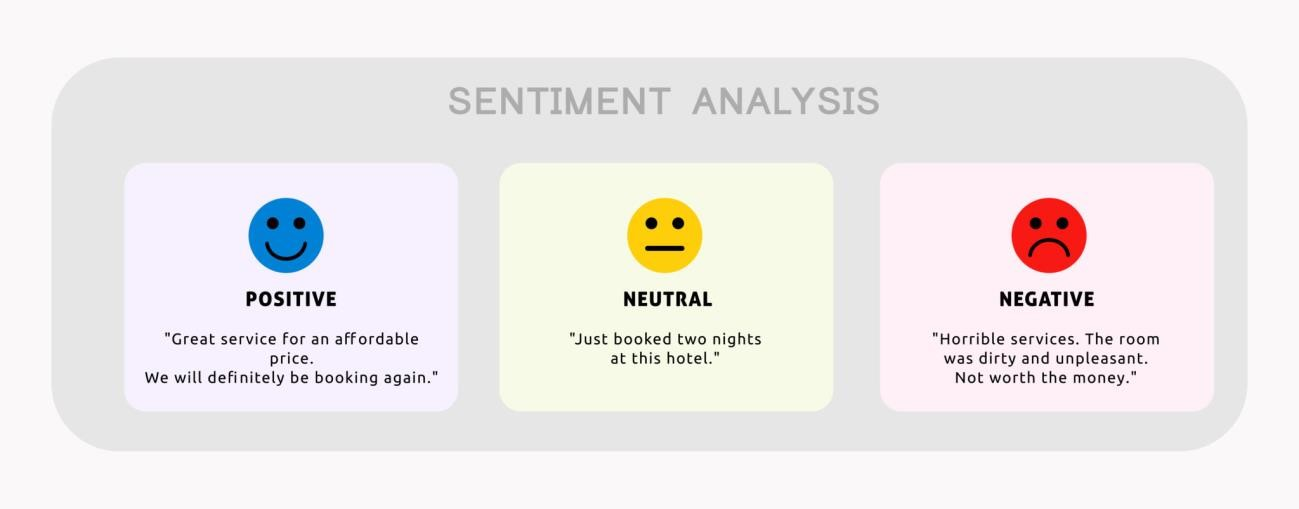 SENTIMENT ANALYSIS
POSITIVE
"Great service for an affordable
price.
We will definitely be booking again."
NEUTRAL
"Just booked two nights
at this hotel."
NEGATIVE
"Horrible services. The room
was dirty and unpleasant.
Not worth the money."